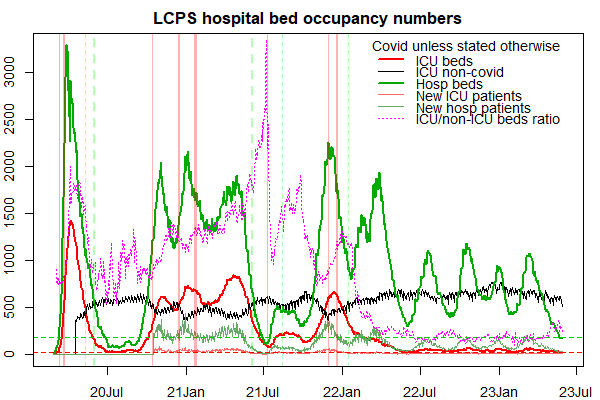 LCPS hospital bed occupancy numbers
Covid unless stated otherwise
ICU beds
ICU non-covid
Hosp beds
New ICU patients
New hosp patients
ICU/non-ICU beds ratio
3000
2500
2000
1500
1000
500
0
20Jul 21Jan 21Jul 22Jan 22Jul 23Jan 23Jul